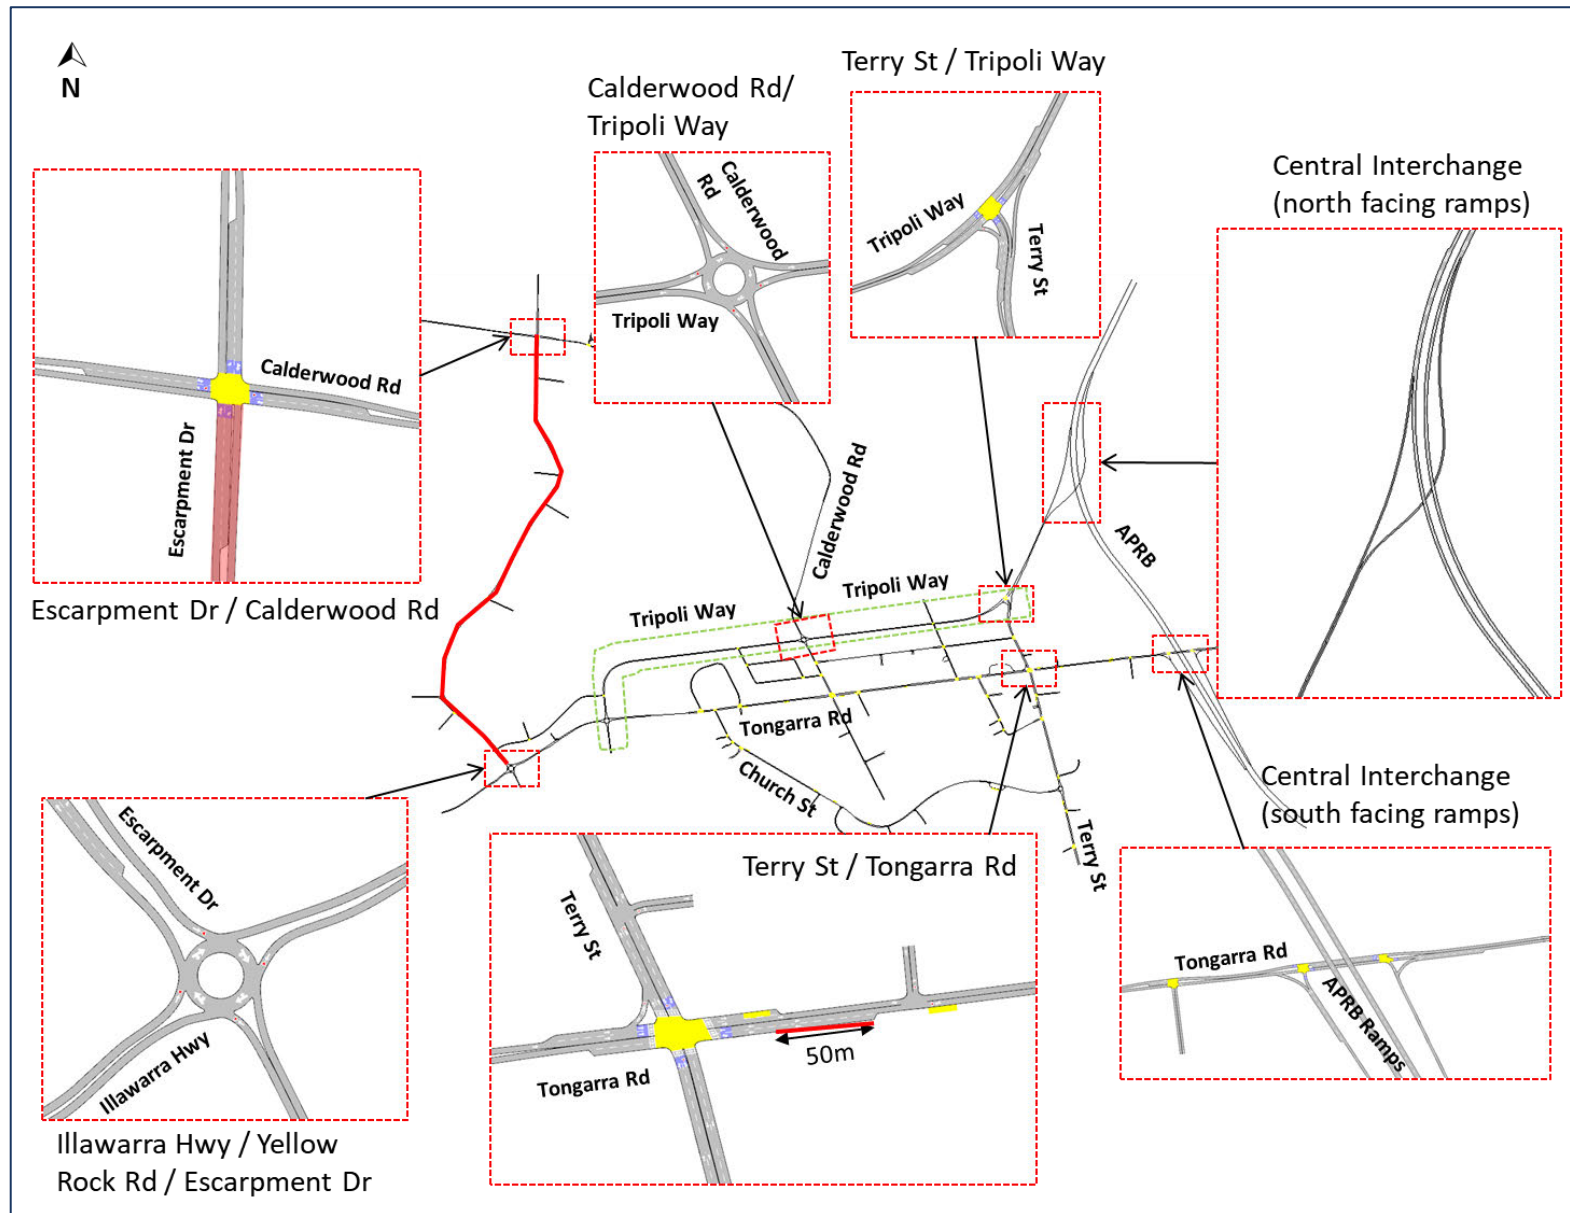 N
Terry St / Tripoli Way
Calderwood Rd/
Tripoli Way
Central Interchange
(north facing ramps)
Calderwood
Rd
Tripoli Way
Tripoli Way
Terry St
Calderwood Rd
Escarpment Dr
Escarpment Dr / Calderwood Rd
Calderwood Rd
APRB
Tripoli Way
Tripoli Way
Tongarra Rd
Church St
Terry St
Central Interchange
(south facing ramps)
Escarpment Dr
Illawarra Hwy
Illawarra Hwy / Yellow
Rock Rd / Escarpment Dr
Terry St / Tongarra Rd
Terry St
50m
Tongarra Rd
Tongarra Rd
APRB Ramps